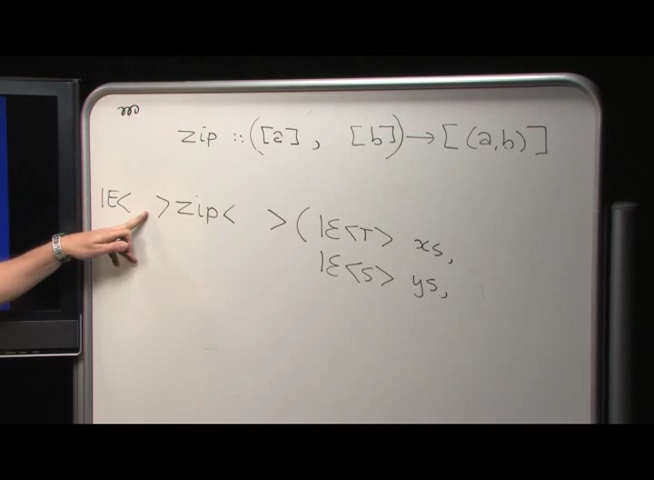 zip :: ([a], [b]) → [(a,b)]
IE< >zip< >(IE<T> xs,
IE<S> ys,